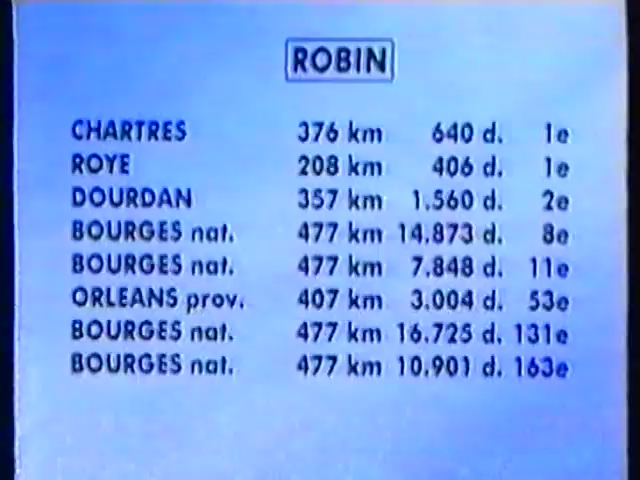 ROBIN
CHARTRES 376 km 640 d. 1e
ROYE 208 km 406 d. 1e
DOURDAN 357 km 1.560 d. 2e
BOURGES nat. 477 km 14.873 d. 8e
BOURGES nat. 477 km 7.848 d. 11e
ORLEANS prov. 407 km 3.004 d. 53e
BOURGES nat. 477 km 16.725 d. 131e
BOURGES nat. 477 km 10.901 d. 163e